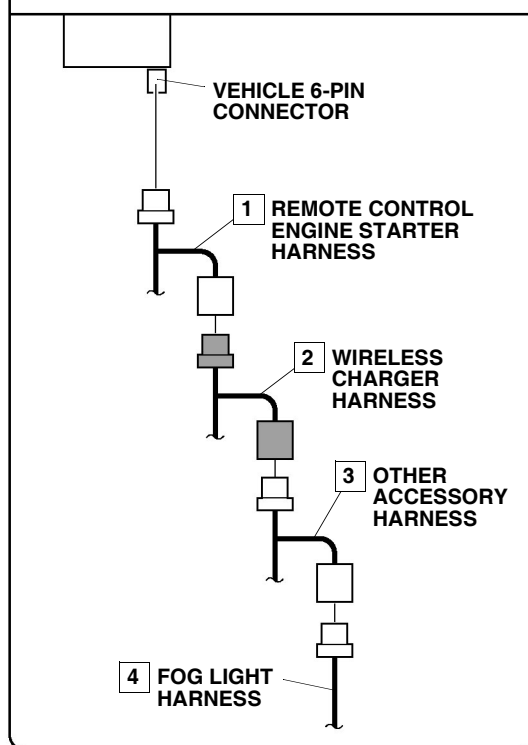 VEHICLE 6-PIN
CONNECTOR
1 REMOTE CONTROL
ENGINE STARTER
HARNESS
2 WIRELESS
CHARGER
HARNESS
3 OTHER
ACCESSORY
HARNESS
4 FOG LIGHT
HARNESS